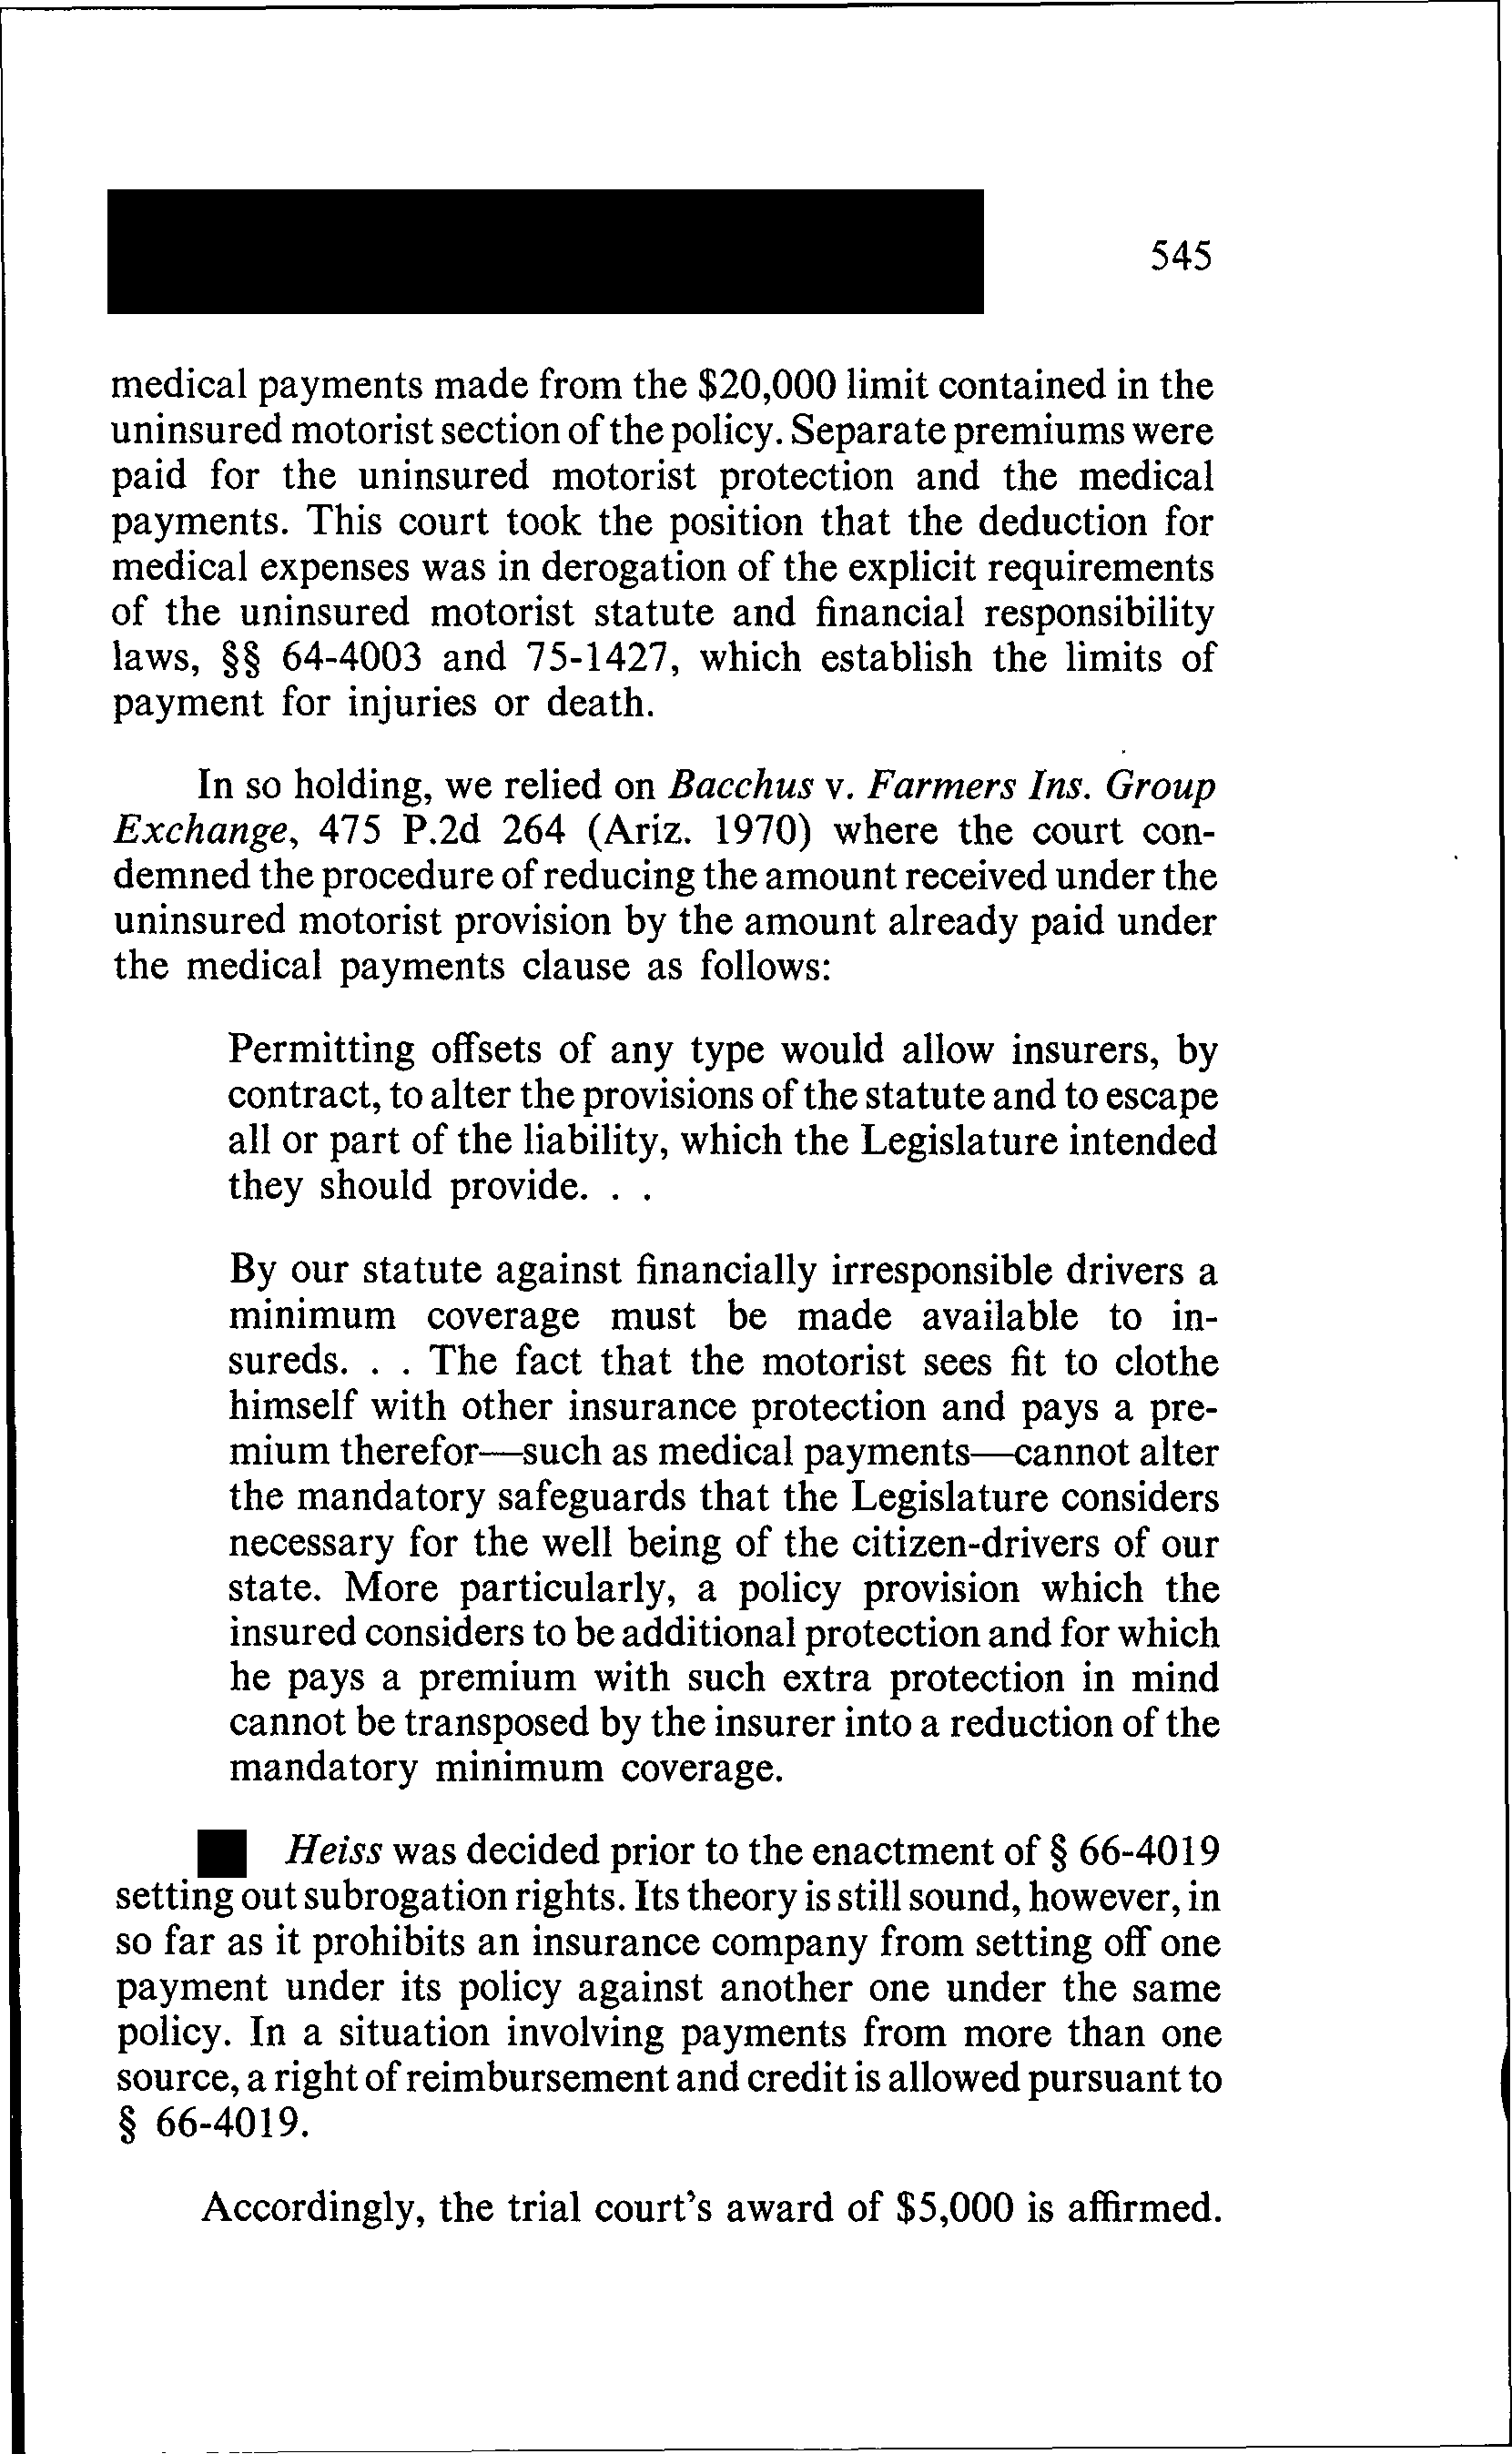 545
medical payments made from the $20,000 limit contained in the
uninsured motorist section of the policy. Separate premiums were
paid for the uninsured motorist protection and the medical
payments. This court took the position that the deduction for
medical expenses was in derogation of the explicit requirements
of the uninsured motorist statute and financial responsibility
laws, §§ 64-4003 and 75-1427, which establish the limits of
payment for injuries or death.
In so holding, we relied on Bacchus v. Farmers Ins. Group
Exchange, 475 P.2d 264 (Ariz. 1970) where the court con-
demned the procedure of reducing the amount received under the
uninsured motorist provision by the amount already paid under
the medical payments clause as follows:
Permitting offsets of any type would allow insurers, by
contract, to alter the provisions of the statute and to escape
all or part of the liability, which the Legislature intended
they should provide. . .
By our statute against financially irresponsible drivers a
minimum coverage must be made available to in-
sureds. . . The fact that the motorist sees fit to clothe
himself with other insurance protection and pays a pre-
mium therefor—such as medical payments—cannot alter
the mandatory safeguards that the Legislature considers
necessary for the well being of the citizen-drivers of our
state. More particularly, a policy provision which the
insured considers to be additional protection and for which
he pays a premium with such extra protection in mind
cannot be transposed by the insurer into a reduction of the
mandatory minimum coverage.
Heiss was decided prior to the enactment of § 66-4019
setting out subrogation rights. Its theory is still sound, however, in
so far as it prohibits an insurance company from setting off one
payment under its policy against another one under the same
policy. In a situation involving payments from more than one
source, a right of reimbursement and credit is allowed pursuant to
§ 66-4019.
Accordingly, the trial court's award of $5,000 is affirmed.